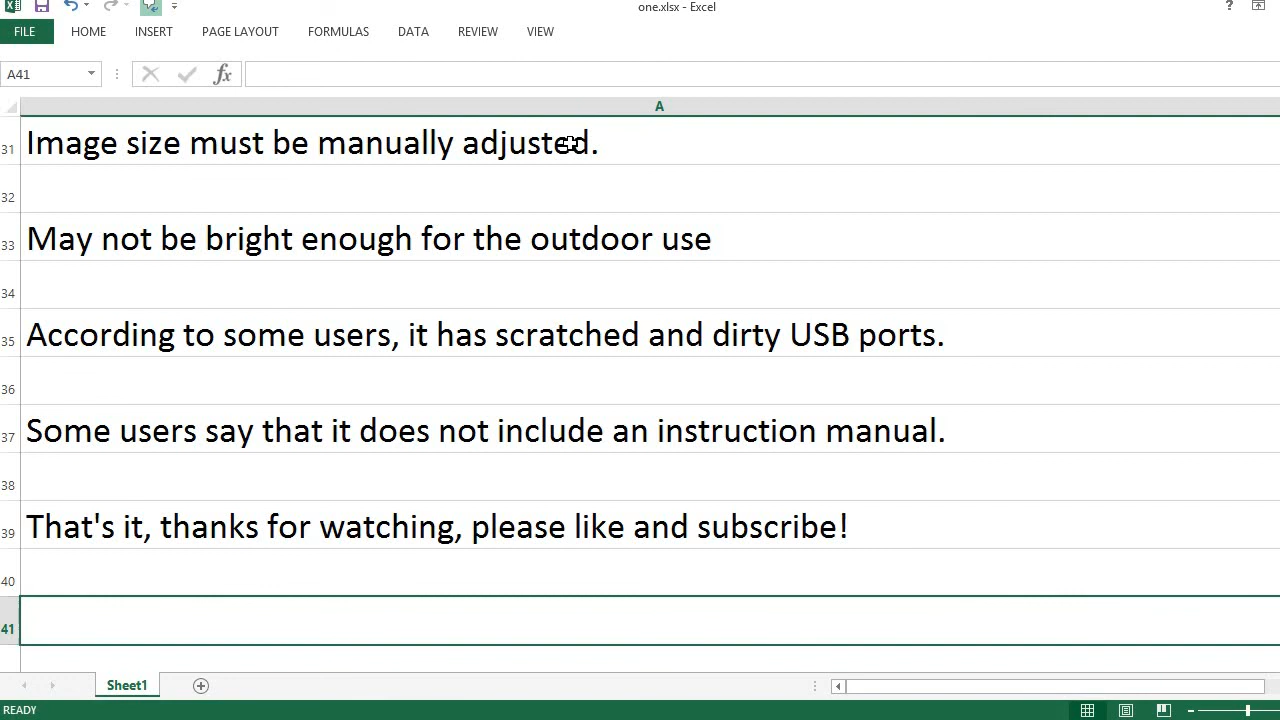 one.xlsx - Excel
?
FILE HOME INSERT PAGE LAYOUT FORMULAS DATA REVIEW VIEW
A41 fx
A
31 Image size must be manually adjusted.
32
33 May not be bright enough for the outdoor use
34
35 According to some users, it has scratched and dirty USB ports.
36
37 Some users say that it does not include an instruction manual.
38
39 That's it, thanks for watching, please like and subscribe!
40
41
Sheet1
READY